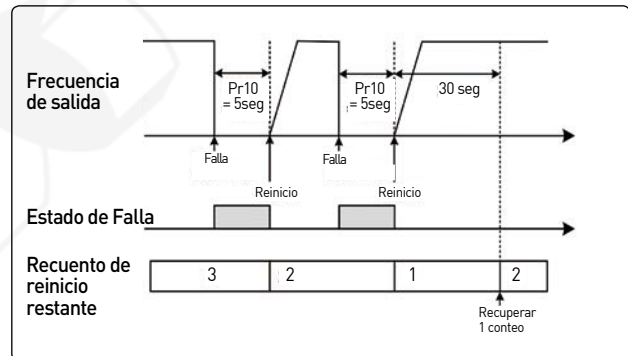 Frecuencia
de salida
Pr10
= 5seg
Pr10
= 5seg
30 seg
Falla
Falla
Reinicio
Reinicio
Estado de Falla
Recuento de
reinicio
restante
3
2
1
2
Recuperar
1 conteo